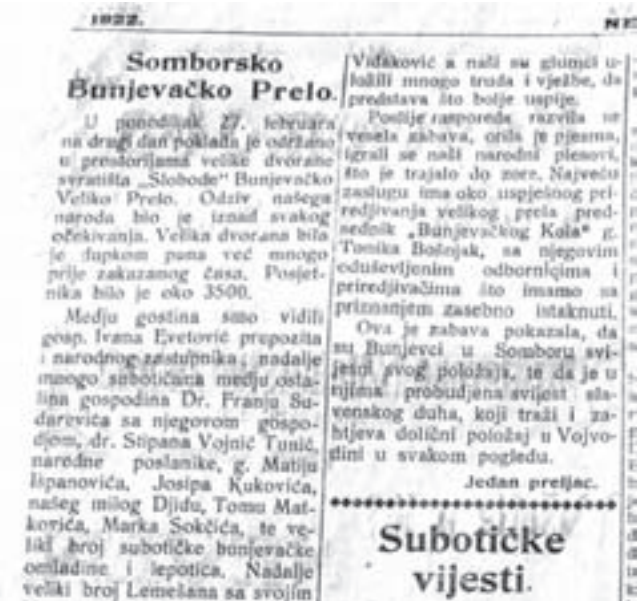 1922.
NE
Somborsko
Bunjevačko Prelo.
U ponediljak 27. februara
na drugi dan poklada je održano
u prostorijama velike dvorane
svratišta „Slobode" Bunjevačko
Veliko Prelo. Odziv našega
naroda bio je iznad svakog
očekivanja. Velika dvorana bila
je dupkom puna već mnogo
prije zakazanog časa. Posjet-
nika bilo je oko 3500.
Medju gostina smo vidili
gosp. Ivana Evetović prepozita
i narodnog zastupnika, nadalje
mnogo subotičana medju osta-
lina gospodina Dr. Franju Su-
darevića sa njegovom gospo-
djom, dr. Stipana Vojnić Tunić,
narodne poslanike, g. Matiju
Išpanovića, Josipa Kukovića,
našeg milog Djidu, Tomu Mat-
kovića, Marka Sokčića, te ve-
liki broj subotičke bunjevačke
omladine i lepotica. Nadalje
veliki broj Lemešana sa svojim
Vidaković a naši su glumci u-
ložili mnogo truda i vježbe, da
predstava što bolje uspije.
Poslije rasporeda razvila se
vesela zabava, orila je pjesma,
igrali se naši narodni plesovi,
što je trajalo do zore. Najveću
zaslugu ima oko uspješnog pri-
redjivanja velikog prela pred-
sednik „Bunjevačkog Kola" g.
Tunika Bošnjak, sa njegovim
oduševljenim odbornicima i
priredjivačima što imamo sa
priznanjem zasebno istaknuti.
Ova je zabava pokazala, da
su Bunjevci u Somboru svi-
jesni svog položaja, te da je u
njima probudjena svijest sla-
venskog duha, koji traži i za-
htjeva dolični položaj u Vojvo-
dini u svakom pogledu.
Jedan preljac.
Subotičke
vijesti.